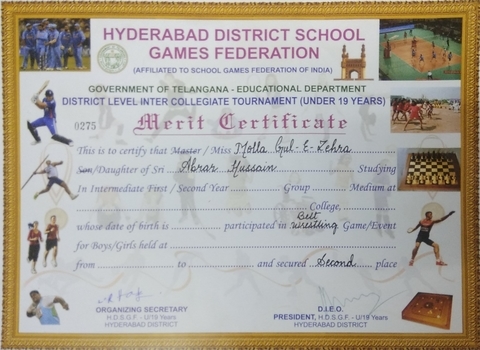 HYDERABAD DISTRICT SCHOOL
GAMES FEDERATION
(AFFILIATED TO SCHOOL GAMES FEDERATION OF INDIA)
GOVERNMENT OF TELANGANA - EDUCATIONAL DEPARTMENT
DISTRICT LEVEL INTER COLLEGIATE TOURNAMENT (UNDER 19 YEARS)
0275
Merit Certificate
This is to certify that Master / Miss Molla Gul-E-Zehra
Son/Daughter of Sri Abrar Hussain Studying
In Intermediate First / Second Year Group Medium at
College,
whose date of birth is participated in Belt wrestling Game/Event
for Boys/Girls held at
from to and secured Second place
ORGANIZING SECRETARY
H.D.S.G.F. - U/19 Years
HYDERABAD DISTRICT
D.I.E.O.
PRESIDENT, H.D.S.G.F. - U/19 Years
HYDERABAD DISTRICT